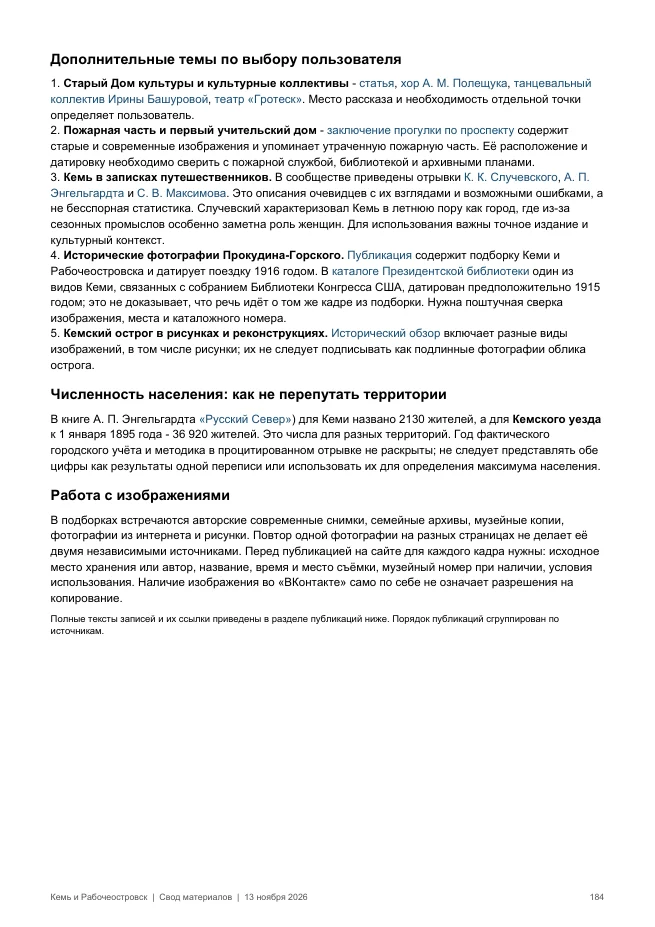 Дополнительные темы по выбору пользователя
1. Старый Дом культуры и культурные коллективы - статья, хор А. М. Полещука, танцевальный
коллектив Ирины Башуровой, театр «Гротеск». Место рассказа и необходимость отдельной точки
определяет пользователь.
2. Пожарная часть и первый учительский дом - заключение прогулки по проспекту содержит
старые и современные изображения и упоминает утраченную пожарную часть. Её расположение и
датировку необходимо сверить с пожарной службой, библиотекой и архивными планами.
3. Кемь в записках путешественников. В сообществе приведены отрывки К. К. Случевского, А. П.
Энгельгардта и С. В. Максимова. Это описания очевидцев с их взглядами и возможными ошибками, а
не бесспорная статистика. Случевский характеризовал Кемь в летнюю пору как город, где из-за
сезонных промыслов особенно заметна роль женщин. Для использования важны точное издание и
культурный контекст.
4. Исторические фотографии Прокудина-Горского. Публикация содержит подборку Кеми и
Рабочеостровска и датирует поездку 1916 годом. В каталоге Президентской библиотеки один из
видов Кеми, связанных с собранием Библиотеки Конгресса США, датирован предположительно 1915
годом; это не доказывает, что речь идёт о том же кадре из подборки. Нужна поштучная сверка
изображения, места и каталожного номера.
5. Кемский острог в рисунках и реконструкциях. Исторический обзор включает разные виды
изображений, в том числе рисунки; их не следует подписывать как подлинные фотографии облика
острога.
Численность населения: как не перепутать территории
В книге А. П. Энгельгардта «Русский Север») для Кеми названо 2130 жителей, а для Кемского уезда
к 1 января 1895 года - 36 920 жителей. Это числа для разных территорий. Год фактического
городского учёта и методика в процитированном отрывке не раскрыты; не следует представлять обе
цифры как результаты одной переписи или использовать их для определения максимума населения.
Работа с изображениями
В подборках встречаются авторские современные снимки, семейные архивы, музейные копии,
фотографии из интернета и рисунки. Повтор одной фотографии на разных страницах не делает её
двумя независимыми источниками. Перед публикацией на сайте для каждого кадра нужны: исходное
место хранения или автор, название, время и место съёмки, музейный номер при наличии, условия
использования. Наличие изображения во «ВКонтакте» само по себе не означает разрешения на
копирование.
Полные тексты записей и их ссылки приведены в разделе публикаций ниже. Порядок публикаций сгруппирован по
источникам.
Кемь и Рабочеостровск | Свод материалов | 13 ноября 2026 184